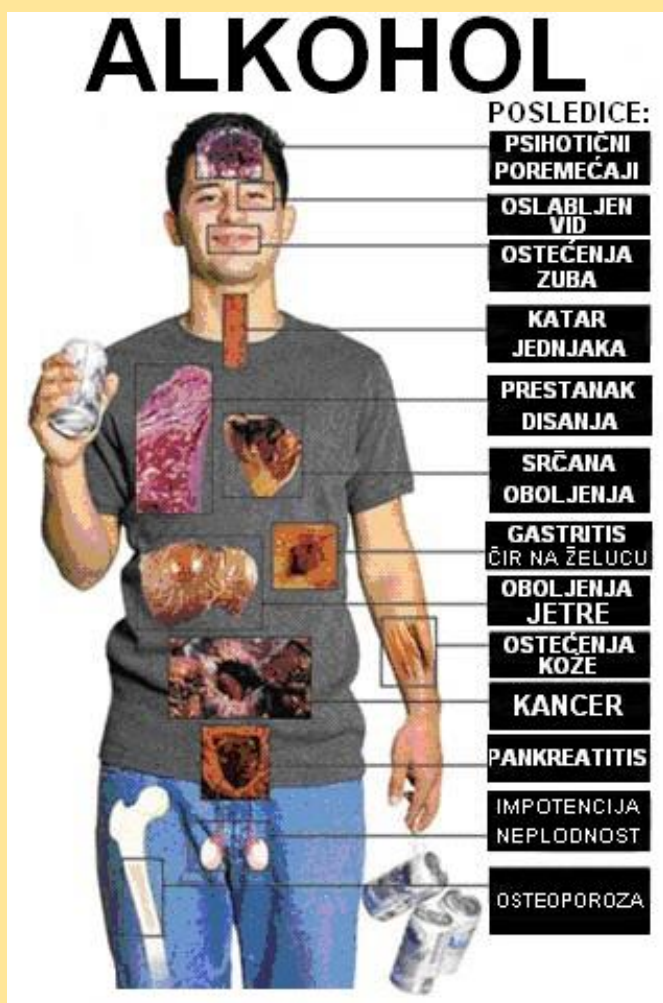 ALKOHOL
POSLEDICE:
PSIHOTIČNI
POREMEĆAJI
OSLABLJEN
VID
OSTEĆENJA
ZUBA
KATAR
JEDNJAKA
PRESTANAK
DISANJA
SRČANA
OBOLJENJA
GASTRITIS
ČIR NA ŽELUCU
OBOLJENJA
JETRE
OSTEĆENJA
KOŽE
KANCER
PANKREATITIS
IMPOTENCIJA
NEPLODNOST
OSTEOPOROZA